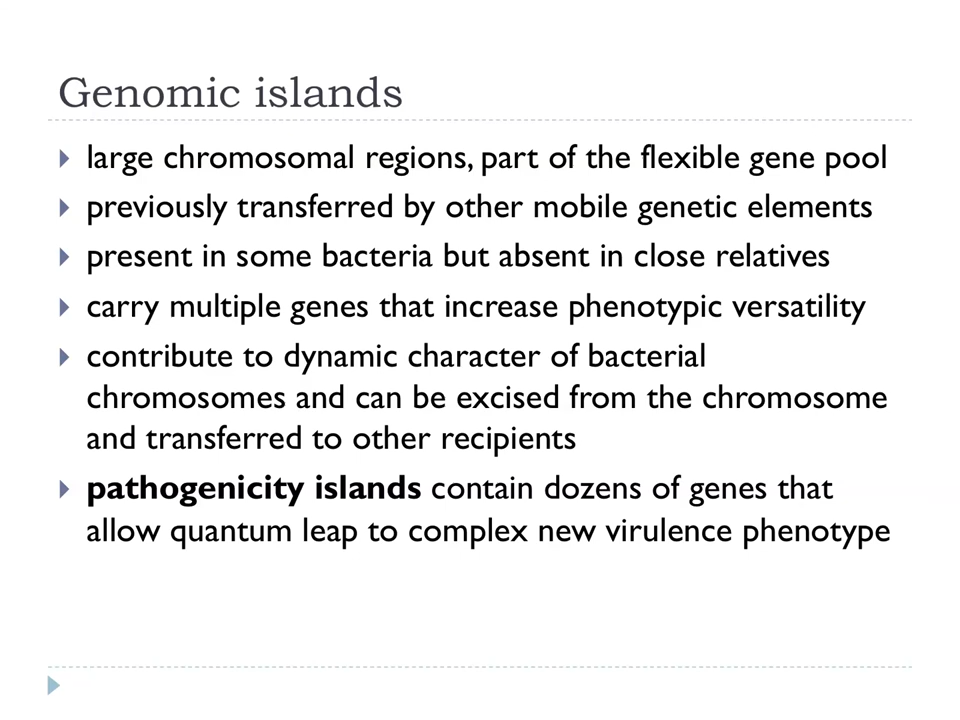 Genomic islands
large chromosomal regions, part of the flexible gene pool
previously transferred by other mobile genetic elements
present in some bacteria but absent in close relatives
carry multiple genes that increase phenotypic versatility
contribute to dynamic character of bacterial
chromosomes and can be excised from the chromosome
and transferred to other recipients
pathogenicity islands contain dozens of genes that
allow quantum leap to complex new virulence phenotype